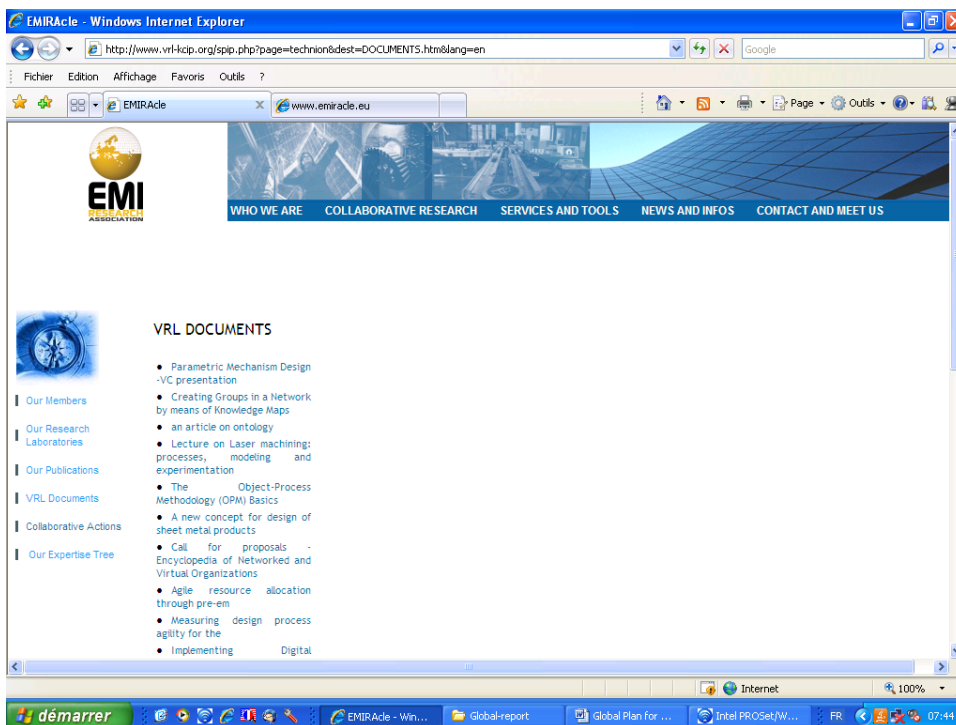 EMIRAcle - Windows Internet Explorer
http://www.vrl-kcip.org/spip.php?page=technion&dest=DOCUMENTS.htm&lang=en
Google
Fichier Edition Affichage Favoris Outils ?
EMIRAcle
www.emiracle.eu
Page
Outils
EMI
RESEARCH
ASSOCIATION
WHO WE ARE COLLABORATIVE RESEARCH SERVICES AND TOOLS NEWS AND INFOS CONTACT AND MEET US
Our Members
Our Research
Laboratories
Our Publications
VRL Documents
Collaborative Actions
Our Expertise Tree
VRL DOCUMENTS
• Parametric Mechanism Design
-VC presentation
• Creating Groups in a Network
by means of Knowledge Maps
• an article on ontology
• Lecture on Laser machining:
processes, modeling and
experimentation
• The Object-Process
Methodology (OPM) Basics
• A new concept for design of
sheet metal products
• Call for proposals -
Encyclopedia of Networked and
Virtual Organizations
• Agile resource allocation
through pre-em
• Measuring design process
agility for the
• Implementing Digital
Internet
100%
démarrer
EMIRAcle - Win...
Global-report
Global Plan for ...
Intel PROSet/W...
FR
07:44